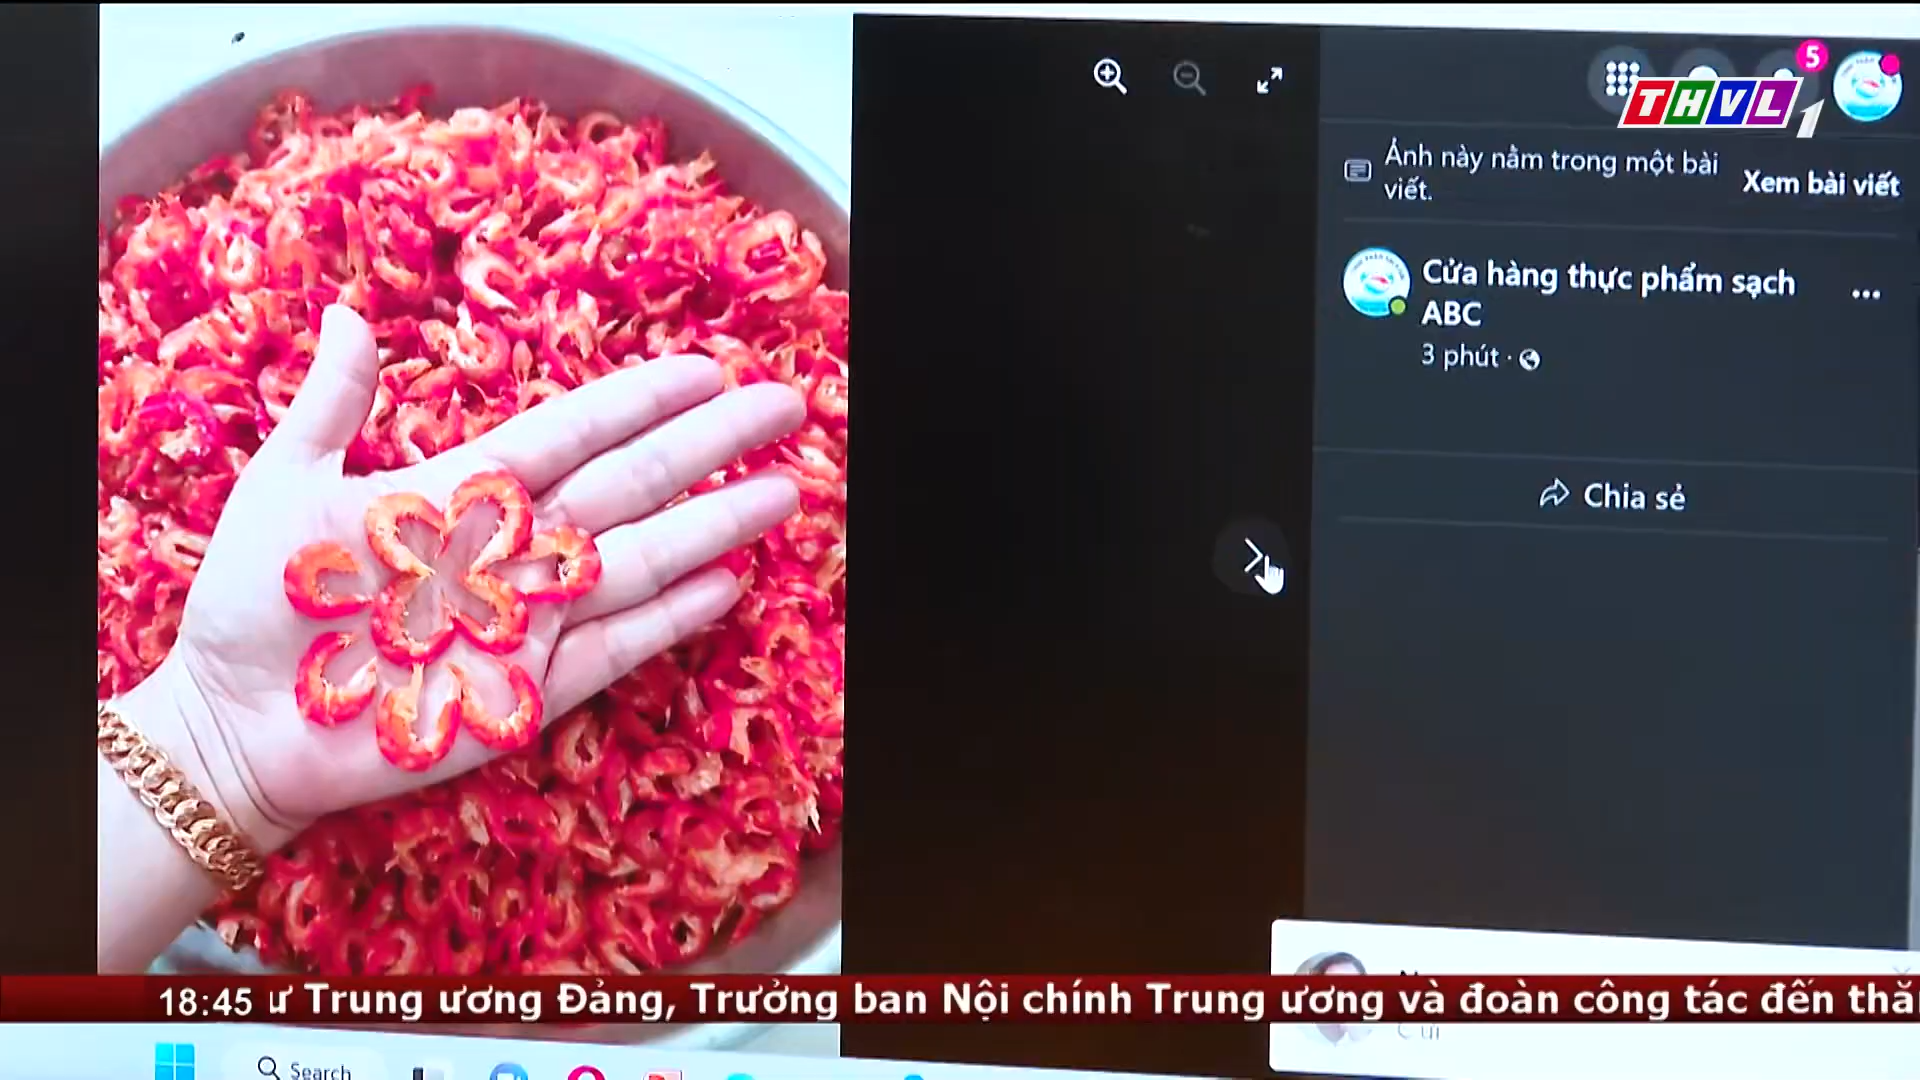 5
THVL1
Ảnh này nằm trong một bài
viết.
Xem bài viết
Cửa hàng thực phẩm sạch
ABC
3 phút ·
Chia sẻ
18:45 ư Trung ương Đảng, Trưởng ban Nội chính Trung ương và đoàn công tác đến thăm
Search